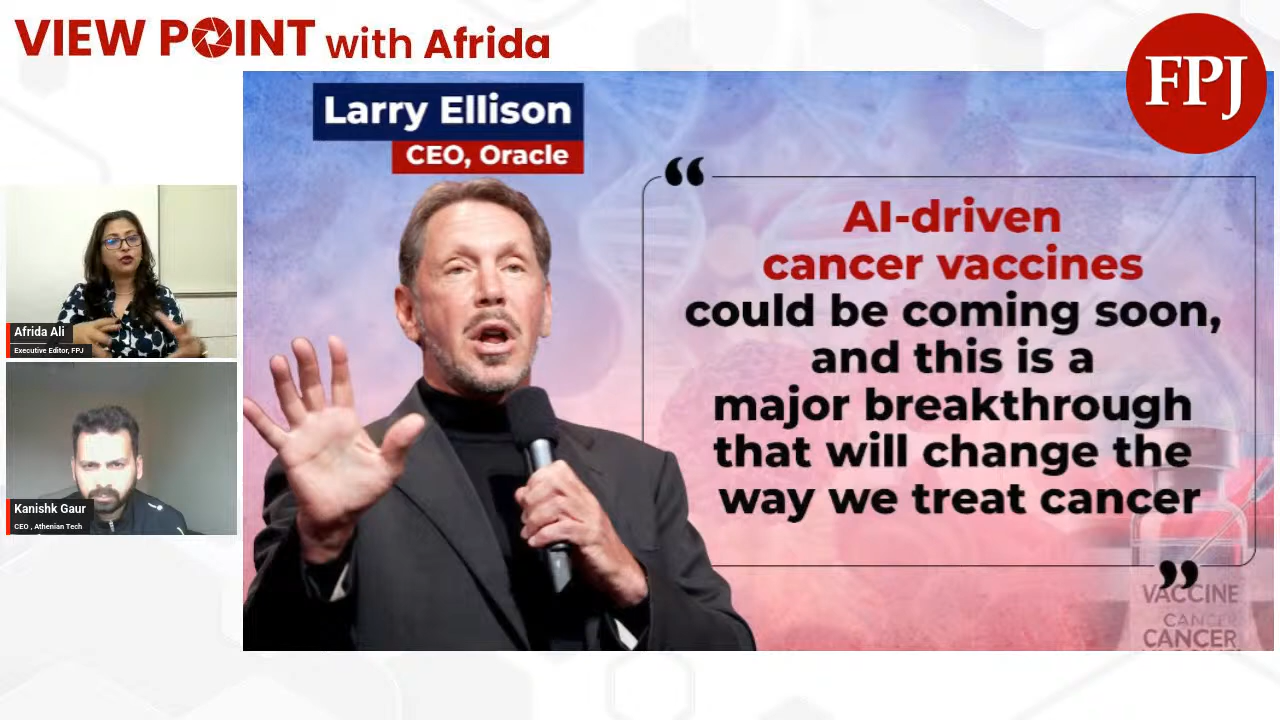 VIEW POINT with Afrida
FPJ
Larry Ellison
CEO, Oracle
“
AI-driven
cancer vaccines
could be coming soon,
and this is a
major breakthrough
that will change the
way we treat cancer
”
VACCINE
CANCER
CANCER
Afrida Ali
Executive Editor, FPJ
Kanishk Gaur
CEO , Athenian Tech